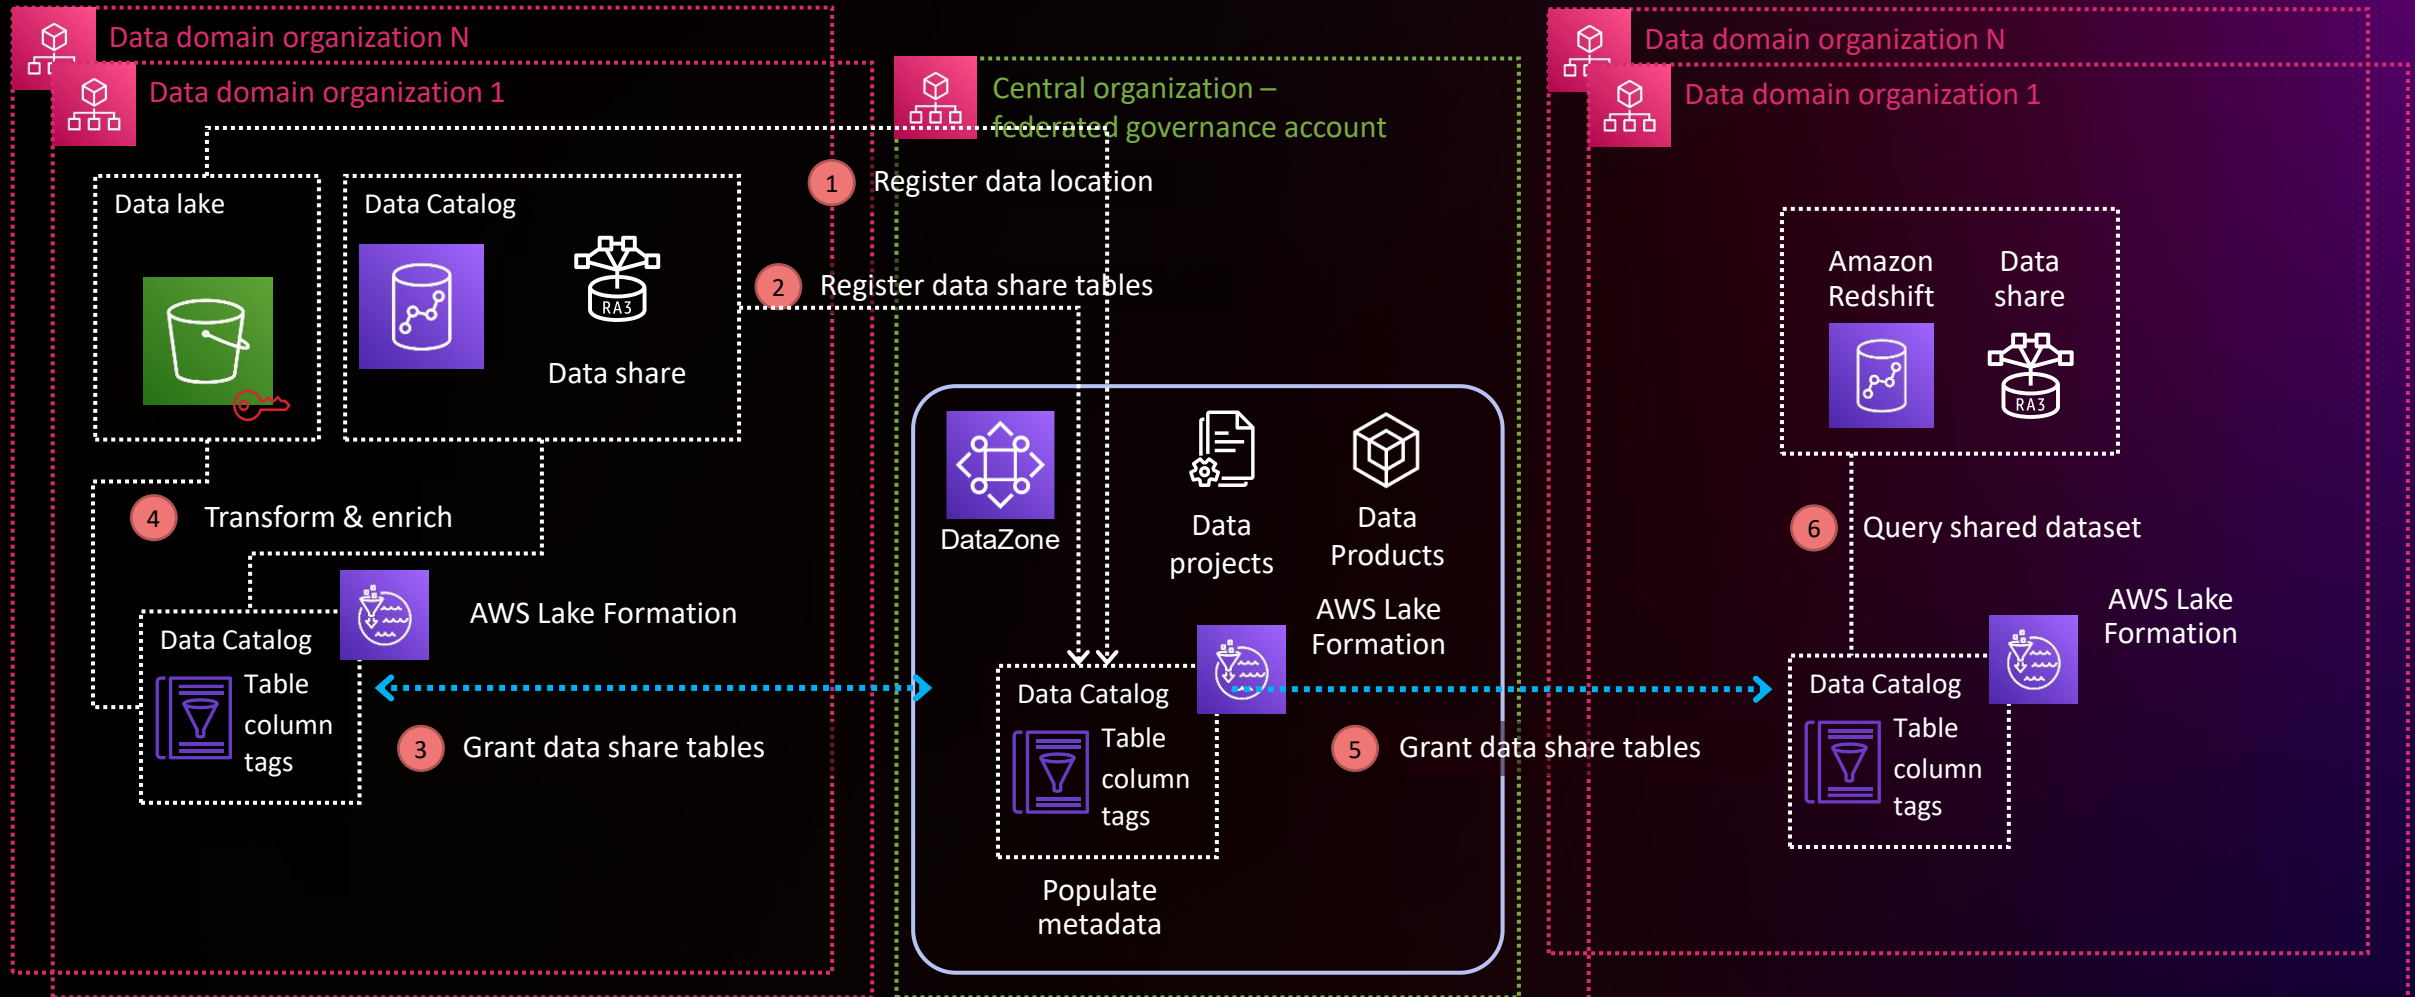 Data domain organization N
Data domain organization 1
Data lake
Data Catalog
RA3
Data share
4
Transform & enrich
AWS Lake Formation
Data Catalog
Table
column
tags
1
Register data location
2
Register data share tables
3
Grant data share tables
Central organization –
federated governance account
DataZone
Data
projects
Data
Products
AWS Lake
Formation
Data Catalog
Table
column
tags
Populate
metadata
5
Grant data share tables
Data domain organization N
Data domain organization 1
Amazon
Redshift
Data
share
RA3
6
Query shared dataset
AWS Lake
Formation
Data Catalog
Table
column
tags